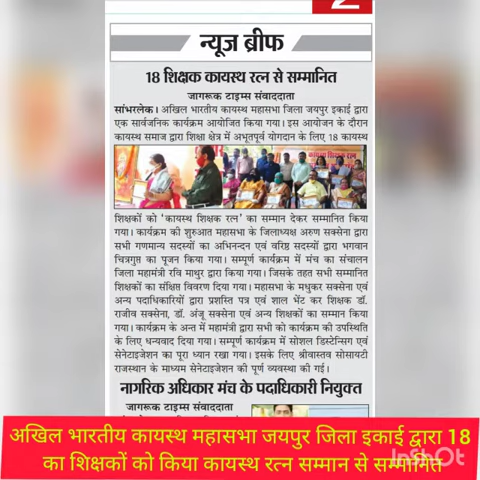 2
न्यूज ब्रीफ
18 शिक्षक कायस्थ रत्न से सम्मानित
जागरूक टाइम्स संवाददाता
सांभरलेक। अखिल भारतीय कायस्थ महासभा जिला जयपुर इकाई द्वारा
एक सार्वजनिक कार्यक्रम आयोजित किया गया। इस आयोजन के दौरान
कायस्थ समाज द्वारा शिक्षा क्षेत्र में अभूतपूर्व योगदान के लिए 18 कायस्थ
शिक्षकों को 'कायस्थ शिक्षक रत्न' का सम्मान देकर सम्मानित किया
गया। कार्यक्रम की शुरुआत महासभा के जिलाध्यक्ष अरुण सक्सेना द्वारा
सभी गणमान्य सदस्यों का अभिनन्दन एवं वरिष्ठ सदस्यों द्वारा भगवान
चित्रगुप्त का पूजन किया गया। सम्पूर्ण कार्यक्रम में मंच का संचालन
जिला महामंत्री रवि माथुर द्वारा किया गया। जिसके तहत सभी सम्मानित
शिक्षकों का संक्षिप्त विवरण दिया गया। महासभा के मधुकर सक्सेना एवं
अन्य पदाधिकारियों द्वारा प्रशस्ति पत्र एवं शाल भेंट कर शिक्षक डॉ.
राजीव सक्सेना, डॉ. अंजू सक्सेना एवं अन्य शिक्षकों का सम्मान किया
गया। कार्यक्रम के अन्त में महामंत्री द्वारा सभी को कार्यक्रम की उपस्थिति
के लिए धन्यवाद दिया गया। सम्पूर्ण कार्यक्रम में सोशल डिस्टेन्सिंग एवं
सेनेटाइजेशन का पूरा ध्यान रखा गया। इसके लिए श्रीवास्तव सोसायटी
राजस्थान के माध्यम सेनेटाइजेशन की पूर्ण व्यवस्था की गई।
नागरिक अधिकार मंच के पदाधिकारी नियुक्त
जागरूक टाइम्स संवाददाता
अखिल भारतीय कायस्थ महासभा जयपुर जिला इकाई द्वारा 18
का शिक्षकों को किया कायस्थ रत्न सम्मान से सम्मानित
InShOt